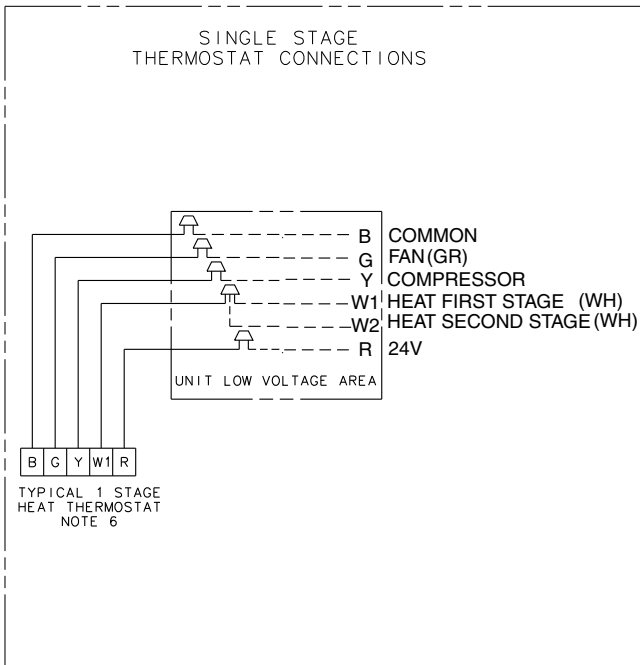 SINGLE STAGE
THERMOSTAT CONNECTIONS
B COMMON
G FAN(GR)
Y COMPRESSOR
W1 HEAT FIRST STAGE (WH)
W2 HEAT SECOND STAGE(WH)
R 24V
UNIT LOW VOLTAGE AREA
B G Y W1 R
TYPICAL 1 STAGE
HEAT THERMOSTAT
NOTE 6